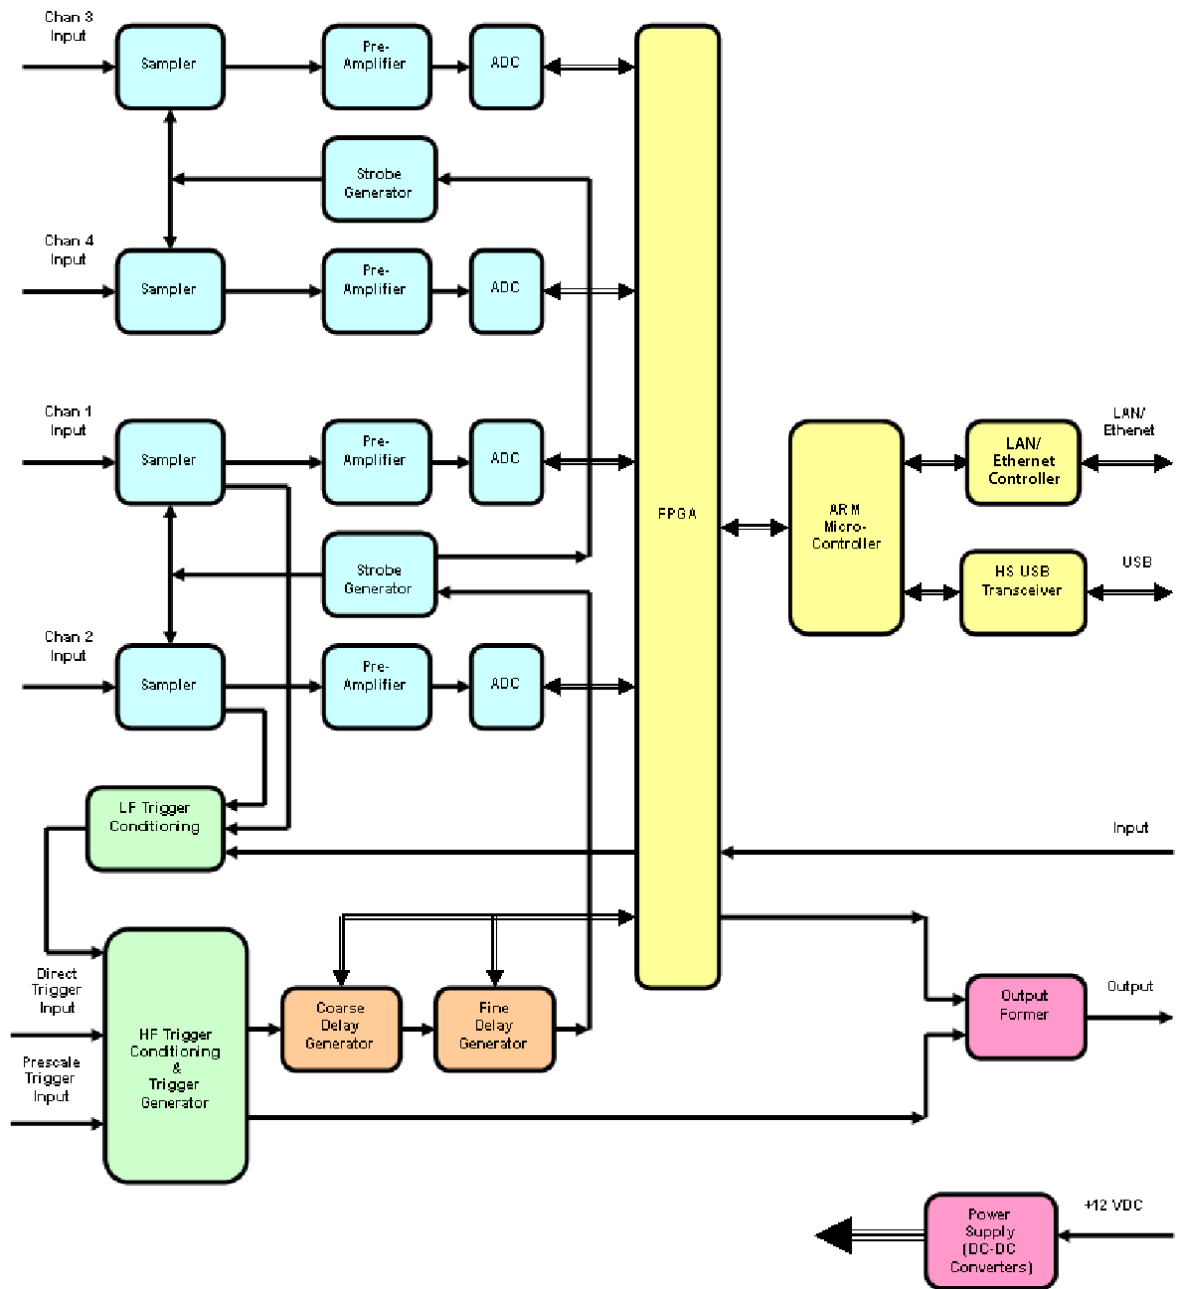 Chan 3
Input
Sampler
Pre-
Amplifier
ADC
Strobe
Generator
Chan 4
Input
Sampler
Pre-
Amplifier
ADC
Chan 1
Input
Sampler
Pre-
Amplifier
ADC
FPGA
ARM
Micro-
Controller
LAN/
Ethernet
Controller
LAN/
Ethenet
Strobe
Generator
HS USB
Transceiver
USB
Chan 2
Input
Sampler
Pre-
Amplifier
ADC
LF Trigger
Conditioning
Input
Direct
Trigger
Input
Prescale
Trigger
Input
HF Trigger
Conditioning
&
Trigger
Generator
Coarse
Delay
Generator
Fine
Delay
Generator
Output
Former
Output
Power
Supply
(DC-DC
Converters)
+12 VDC